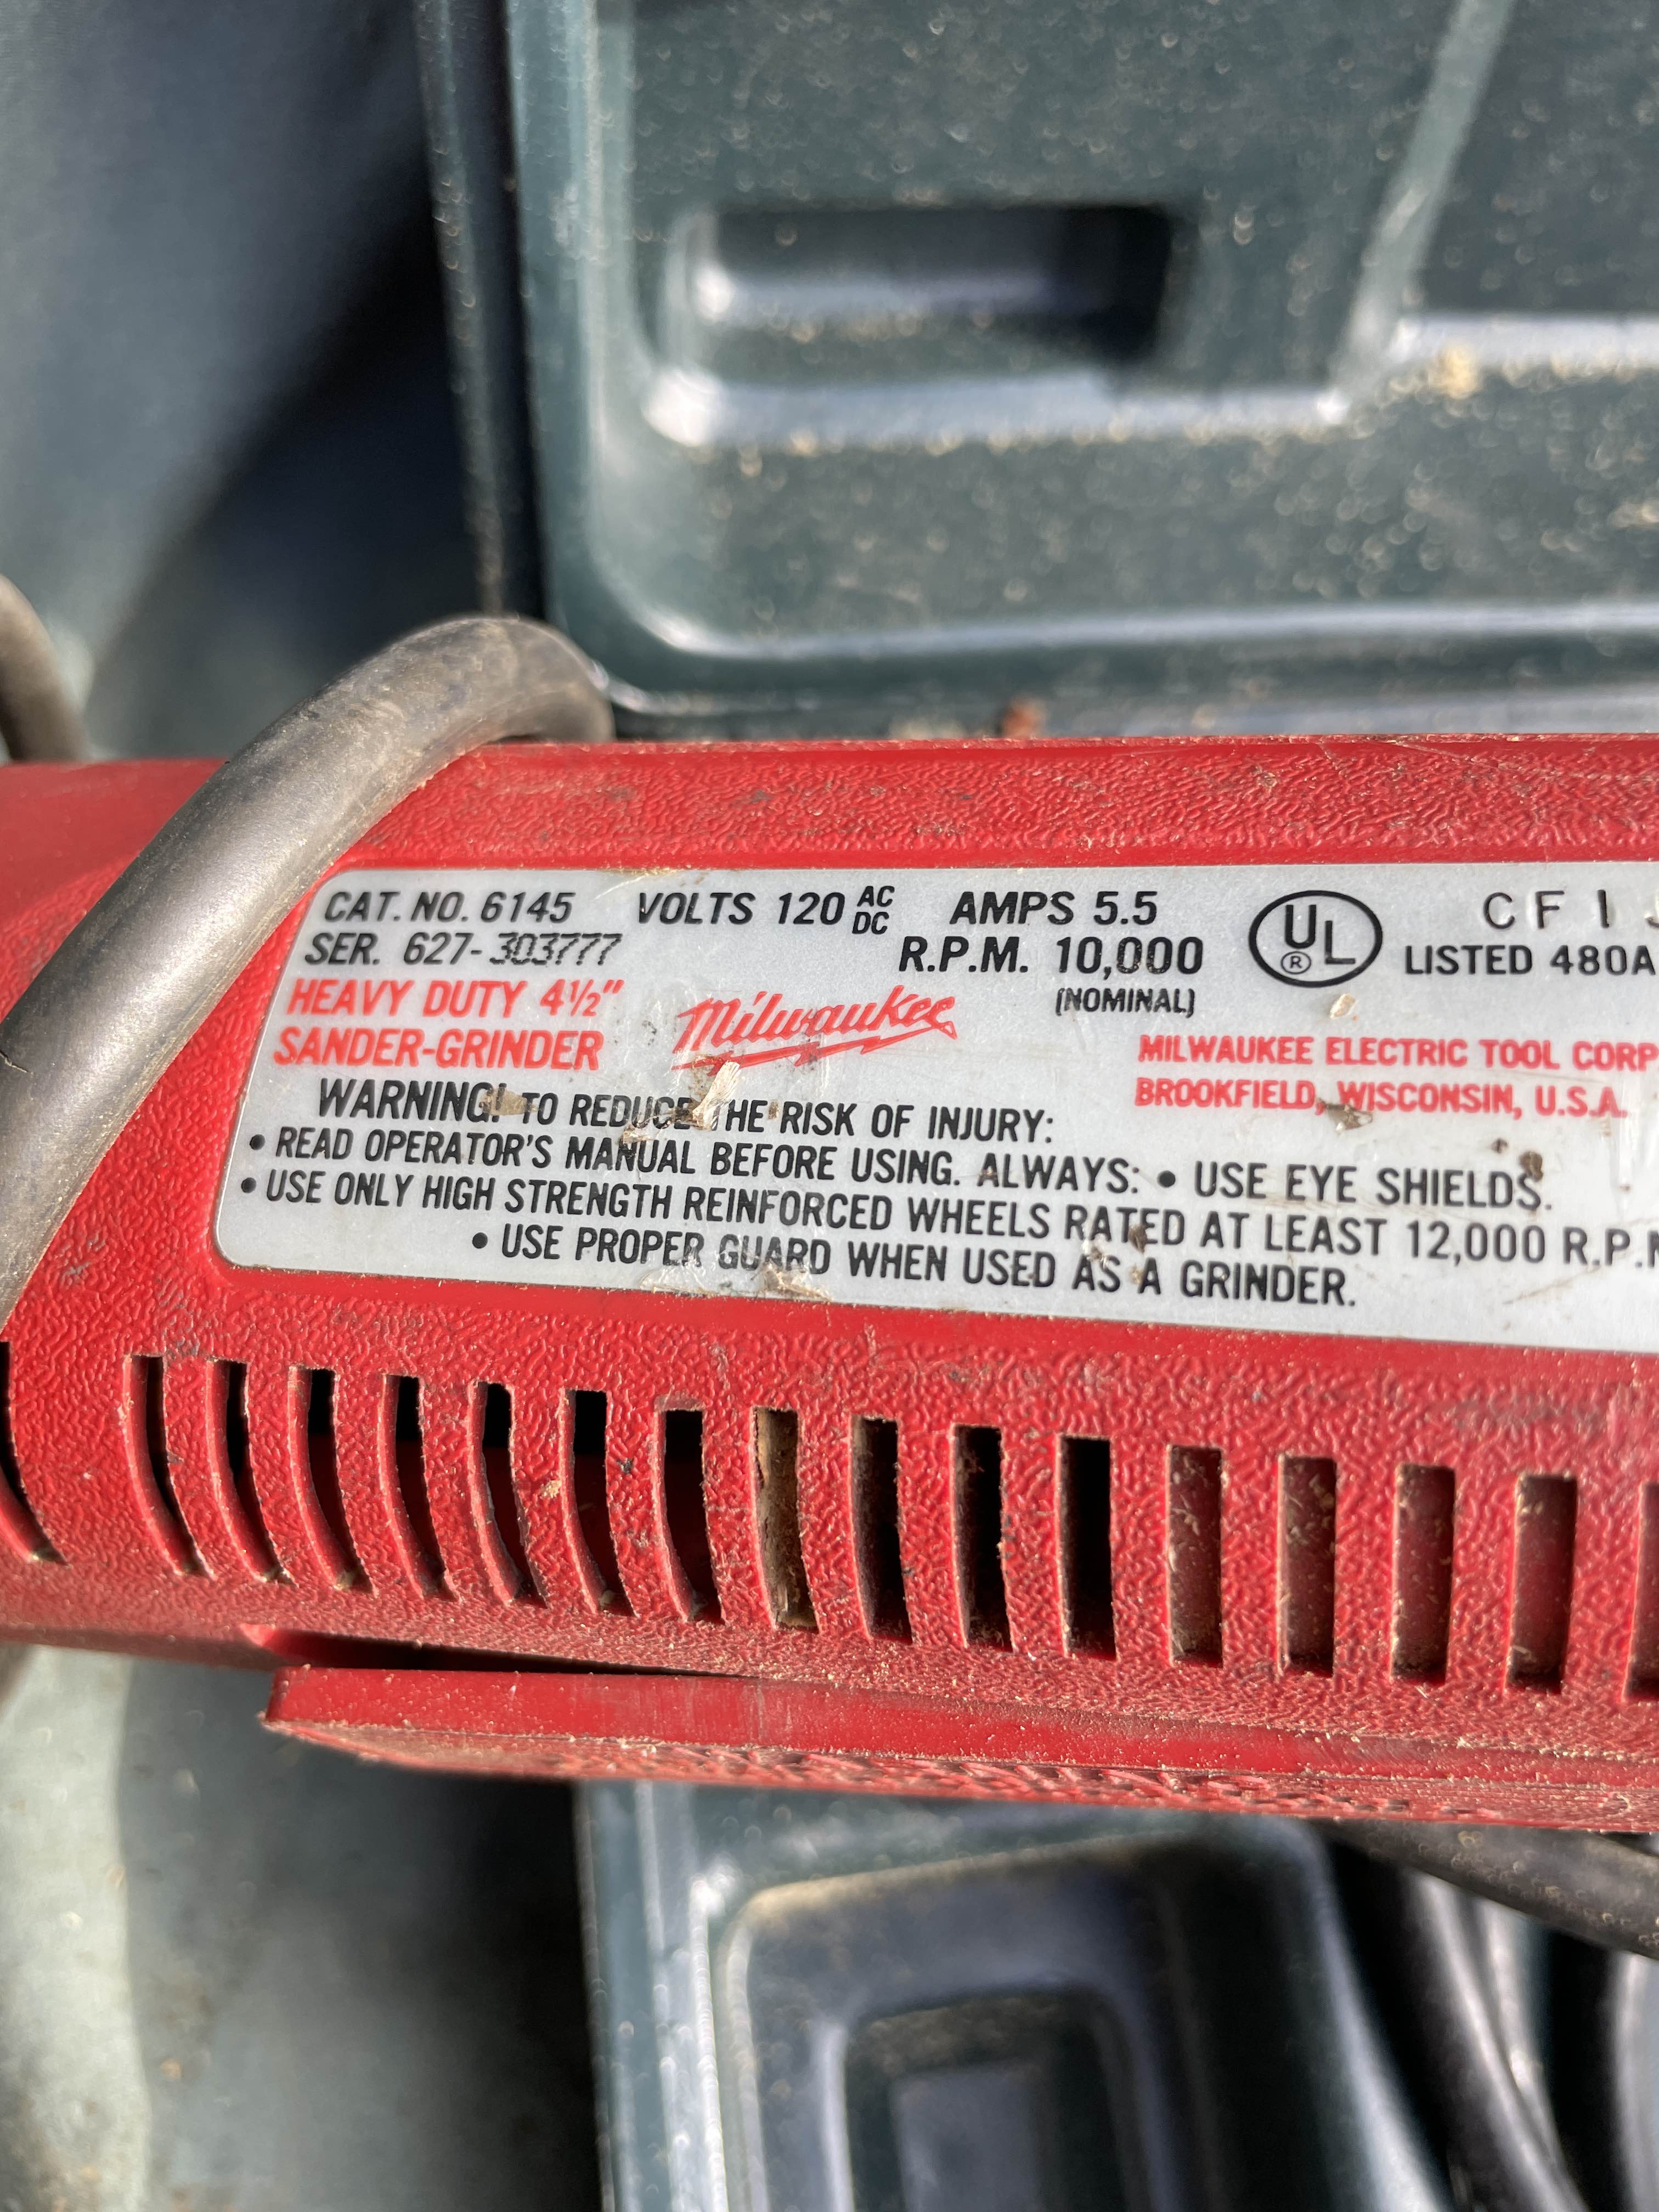 CAT. NO. 6145 VOLTS 120 AC DC AMPS 5.5
SER. 627-303777 R.P.M. 10,000
(NOMINAL)
UL ® CFI
LISTED 480A
HEAVY DUTY 4½"
SANDER-GRINDER
Milwaukee
MILWAUKEE ELECTRIC TOOL CORP
BROOKFIELD, WISCONSIN, U.S.A.
WARNING! TO REDUCE THE RISK OF INJURY:
• READ OPERATOR'S MANUAL BEFORE USING. ALWAYS: • USE EYE SHIELDS.
• USE ONLY HIGH STRENGTH REINFORCED WHEELS RATED AT LEAST 12,000 R.P.M
• USE PROPER GUARD WHEN USED AS A GRINDER.